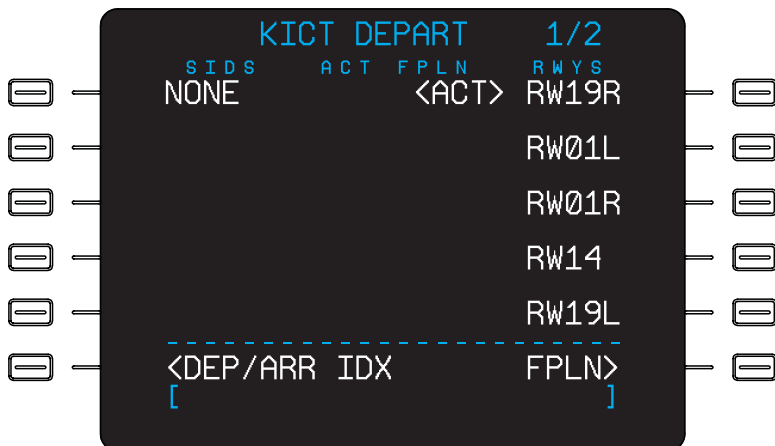 KICT DEPART 1/2
SIDS ACT FPLN RWYS
NONE <ACT> RW19R
RW01L
RW01R
RW14
RW19L
<DEP/ARR IDX FPLN>
[ ]